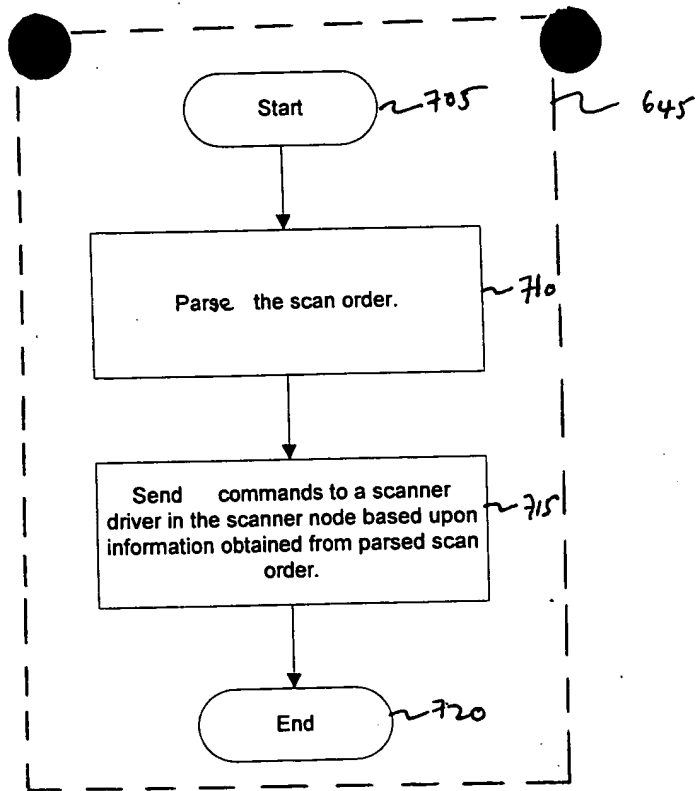 Start
705
645
Parse the scan order.
710
Send commands to a scanner
driver in the scanner node based upon
information obtained from parsed scan
order.
715
End
720